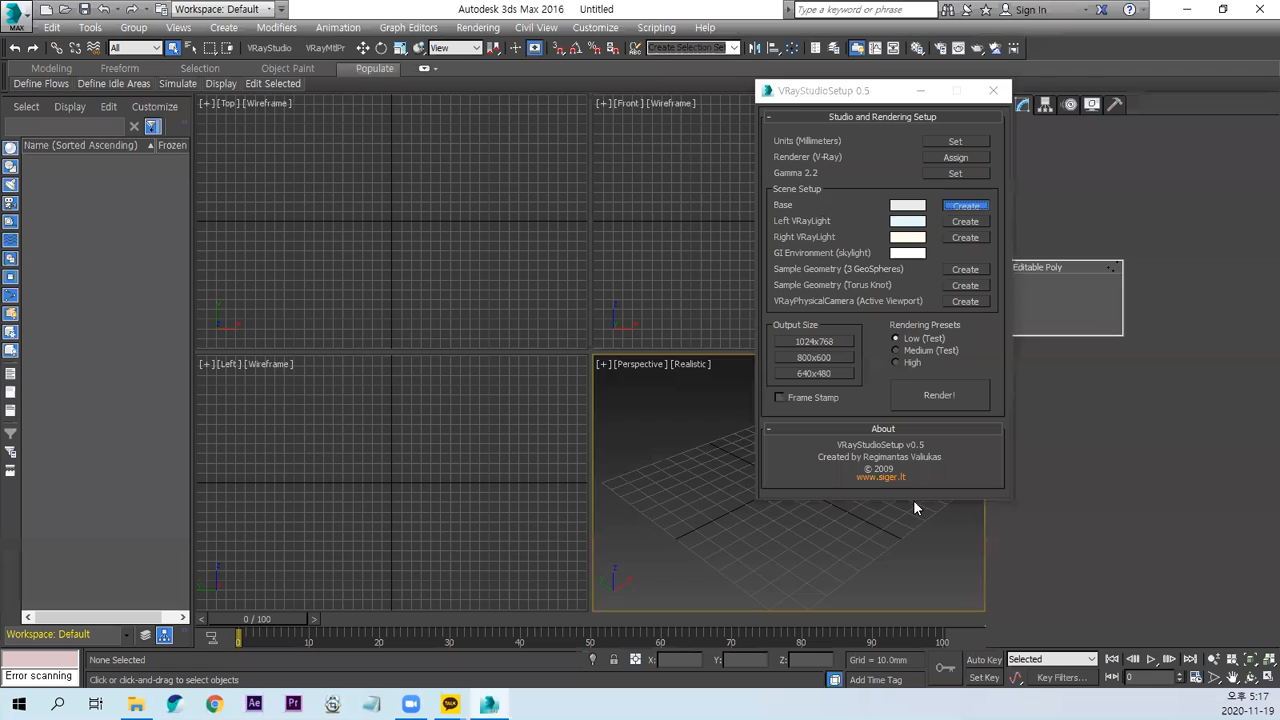 MAX
Workspace: Default
Autodesk 3ds Max 2016
Untitled
Type a keyword or phrase
Sign In
Edit
Tools
Group
Views
Create
Modifiers
Animation
Graph Editors
Rendering
Civil View
Customize
Scripting
Help
All
VRayStudio
VRayMtlPr
View
Create Selection Set
Modeling
Freeform
Selection
Object Paint
Populate
Define Flows
Define Idle Areas
Simulate
Display
Edit Selected
Select
Display
Edit
Customize
Name (Sorted Ascending)
Frozen
[+] [Top] [Wireframe]
[+] [Front] [Wireframe]
[+] [Left] [Wireframe]
[+] [Perspective] [Realistic]
VRayStudioSetup 0.5
Studio and Rendering Setup
Units (Millimeters)
Set
Renderer (V-Ray)
Assign
Gamma 2.2
Set
Scene Setup
Base
Create
Left VRayLight
Create
Right VRayLight
Create
GI Environment (skylight)
Sample Geometry (3 GeoSpheres)
Create
Sample Geometry (Torus Knot)
Create
VRayPhysicalCamera (Active Viewport)
Create
Output Size
1024x768
800x600
640x480
Frame Stamp
Rendering Presets
Low (Test)
Medium (Test)
High
Render!
About
VRayStudioSetup v0.5
Created by Regimantas Valiukas
© 2009
www.siger.lt
Editable Poly
0 / 100
Workspace: Default
0
10
20
30
40
50
60
70
80
90
100
None Selected
X:
Y:
Z:
Grid = 10.0mm
Auto Key
Selected
Error scanning
Click or click-and-drag to select objects
Add Time Tag
Set Key
Key Filters...
0
오후 5:17
2020-11-19